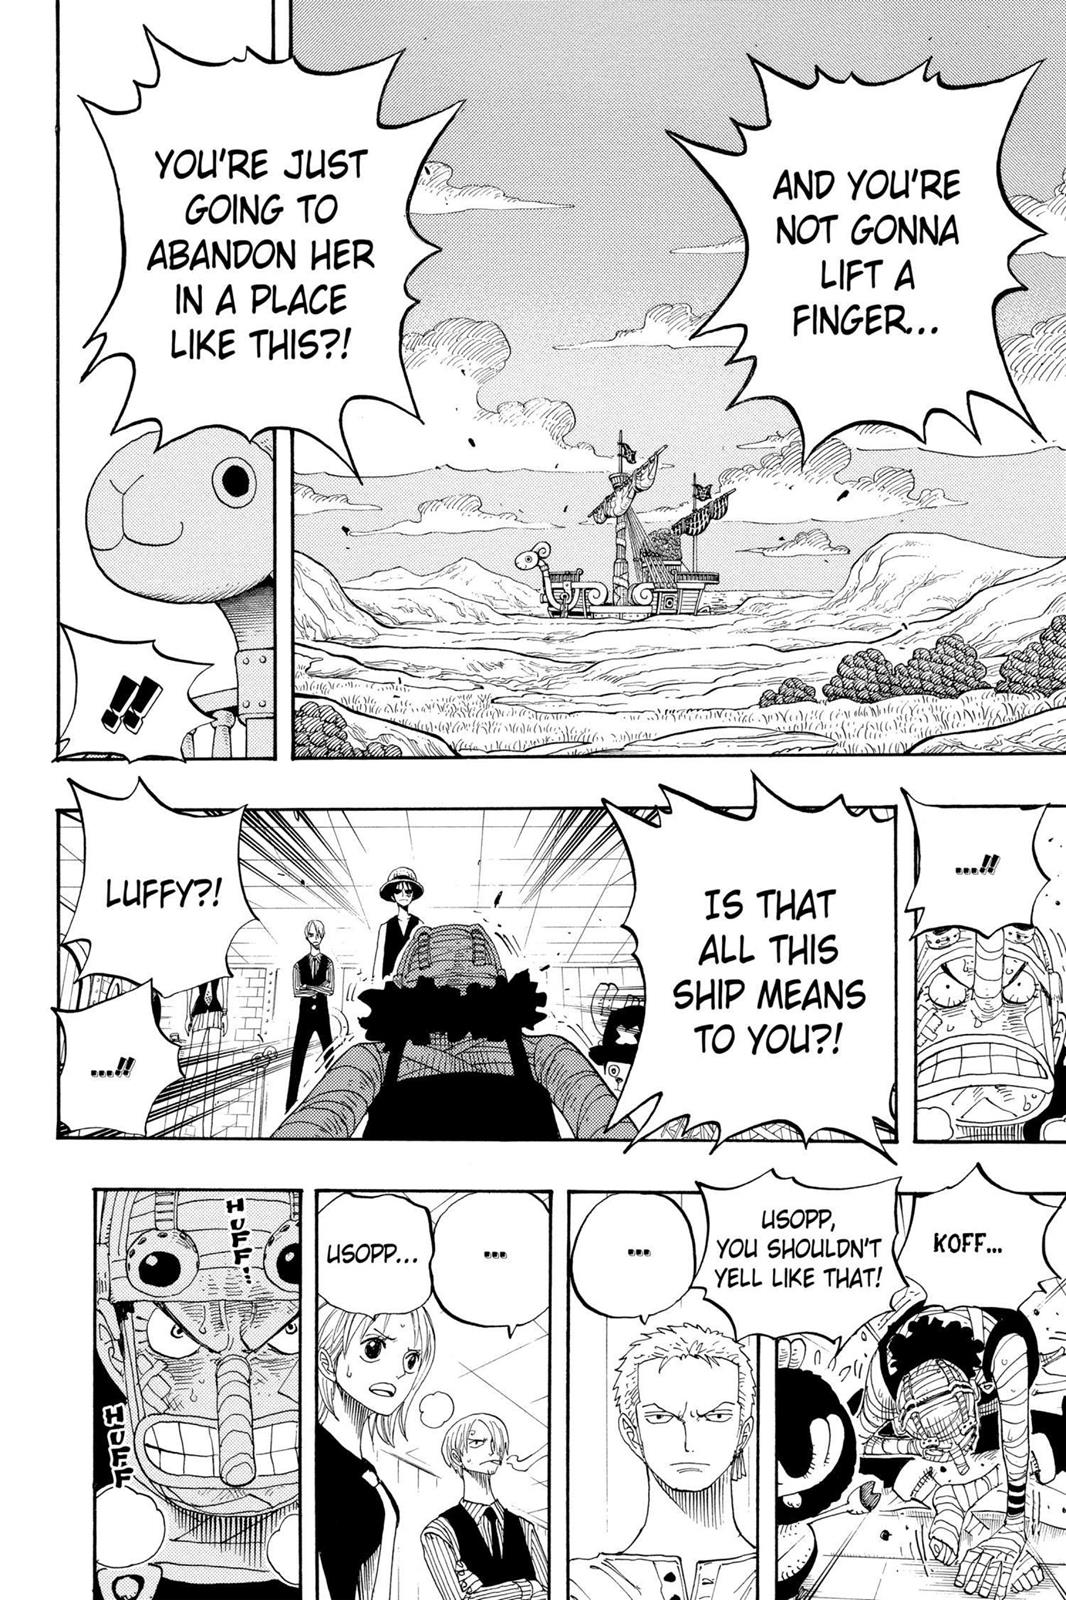 AND YOU'RE
NOT GONNA
LIFT A
FINGER...
YOU'RE JUST
GOING TO
ABANDON HER
IN A PLACE
LIKE THIS?!
!!
...!!
IS THAT
ALL THIS
SHIP MEANS
TO YOU?!
LUFFY?!
...!!
KOFF...
USOPP,
YOU SHOULDN'T
YELL LIKE THAT!
...
...
USOPP...
HUFF...
HUFF